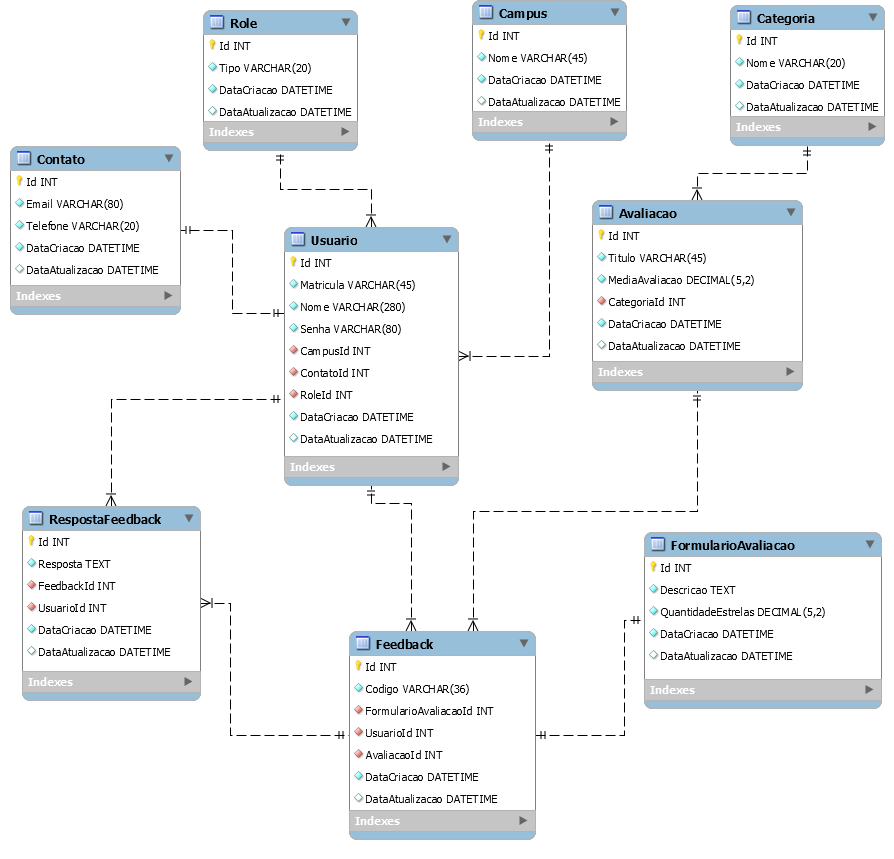 Role
Id INT
Tipo VARCHAR(20)
DataCriacao DATETIME
DataAtualizacao DATETIME
Indexes
Campus
Id INT
Nome VARCHAR(45)
DataCriacao DATETIME
DataAtualizacao DATETIME
Indexes
Categoria
Id INT
Nome VARCHAR(20)
DataCriacao DATETIME
DataAtualizacao DATETIME
Indexes
Contato
Id INT
Email VARCHAR(80)
Telefone VARCHAR(20)
DataCriacao DATETIME
DataAtualizacao DATETIME
Indexes
Usuario
Id INT
Matricula VARCHAR(45)
Nome VARCHAR(280)
Senha VARCHAR(80)
CampusId INT
ContatoId INT
RoleId INT
DataCriacao DATETIME
DataAtualizacao DATETIME
Indexes
Avaliacao
Id INT
Titulo VARCHAR(45)
MediaAvaliacao DECIMAL(5,2)
CategoriaId INT
DataCriacao DATETIME
DataAtualizacao DATETIME
Indexes
RespostaFeedback
Id INT
Resposta TEXT
FeedbackId INT
UsuarioId INT
DataCriacao DATETIME
DataAtualizacao DATETIME
Indexes
Feedback
Id INT
Codigo VARCHAR(36)
FormularioAvaliacaoId INT
UsuarioId INT
AvaliacaoId INT
DataCriacao DATETIME
DataAtualizacao DATETIME
Indexes
FormularioAvaliacao
Id INT
Descricao TEXT
QuantidadeEstrelas DECIMAL(5,2)
DataCriacao DATETIME
DataAtualizacao DATETIME
Indexes